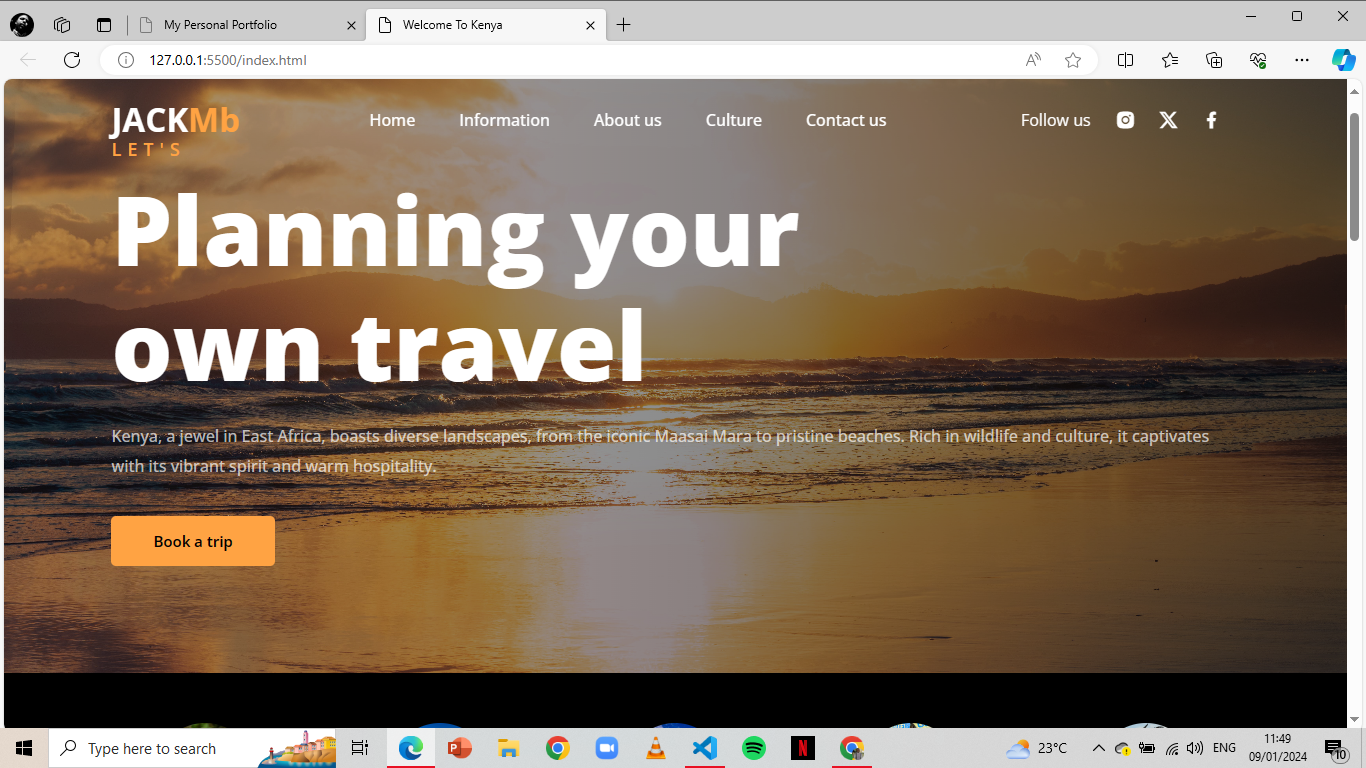 My Personal Portfolio
Welcome To Kenya
127.0.0.1:5500/index.html
JACKMb
Home Information About us Culture Contact us Follow us
LET'S
Planning your
own travel
Kenya, a jewel in East Africa, boasts diverse landscapes, from the iconic Maasai Mara to pristine beaches. Rich in wildlife and culture, it captivates
with its vibrant spirit and warm hospitality.
Book a trip
Type here to search
23°C
ENG
11:49
09/01/2024
10